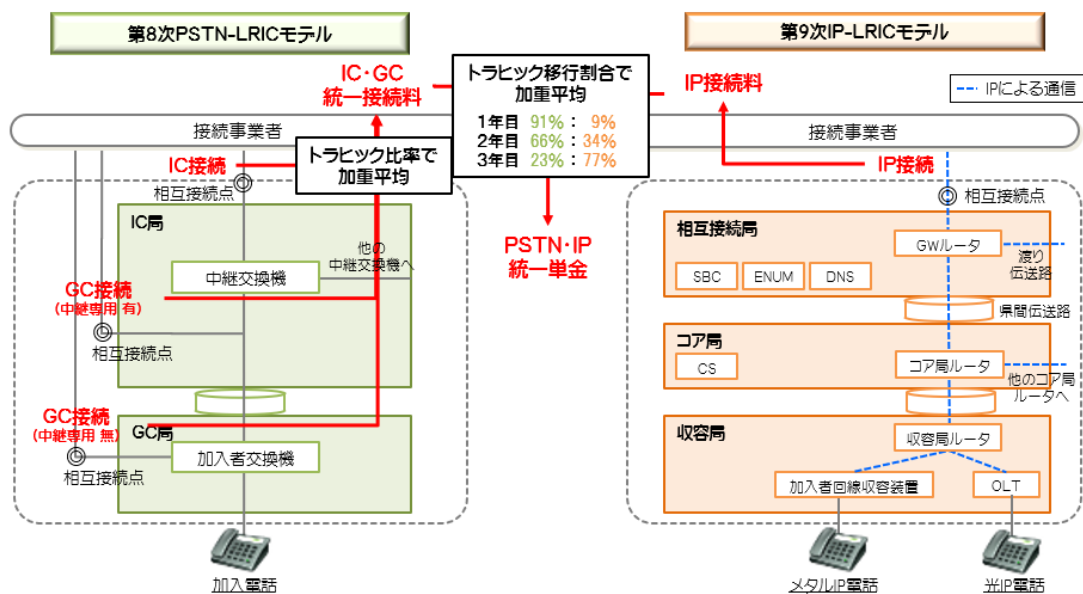 第8次PSTN-LRICモデル
第9次IP-LRICモデル
IC・GC
統一接続料
トラヒック移行割合で
加重平均
1年目 91% : 9%
2年目 66% : 34%
3年目 23% : 77%
IP接続料
IPによる通信
接続事業者
接続事業者
IC接続
トラヒック比率で
加重平均
IP接続
相互接続点
相互接続点
PSTN・IP
統一単金
IC局
中継交換機
他の
中継交換機へ
GC接続
(中継専用 有)
相互接続点
GC接続
(中継専用 無)
GC局
加入者交換機
相互接続点
加入電話
相互接続局
GWルータ
SBC
ENUM
DNS
渡り
伝送路
県間伝送路
コア局
CS
コア局ルータ
他のコア局
ルータへ
収容局
収容局ルータ
加入者回線収容装置
OLT
メタルIP電話
光IP電話